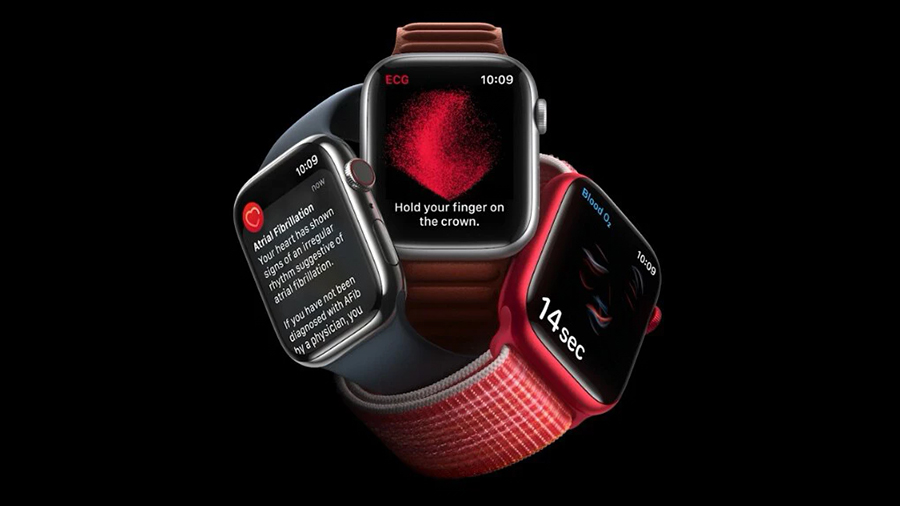 ECG
10:09
Hold your finger on
the crown.
10:09
now
Atrial Fibrillation
Your heart has shown
signs of an irregular
rhythm suggestive of
atrial fibrillation.
If you have not been
diagnosed with AFib
by a physician, you
Blood O₂
10:09
14 sec